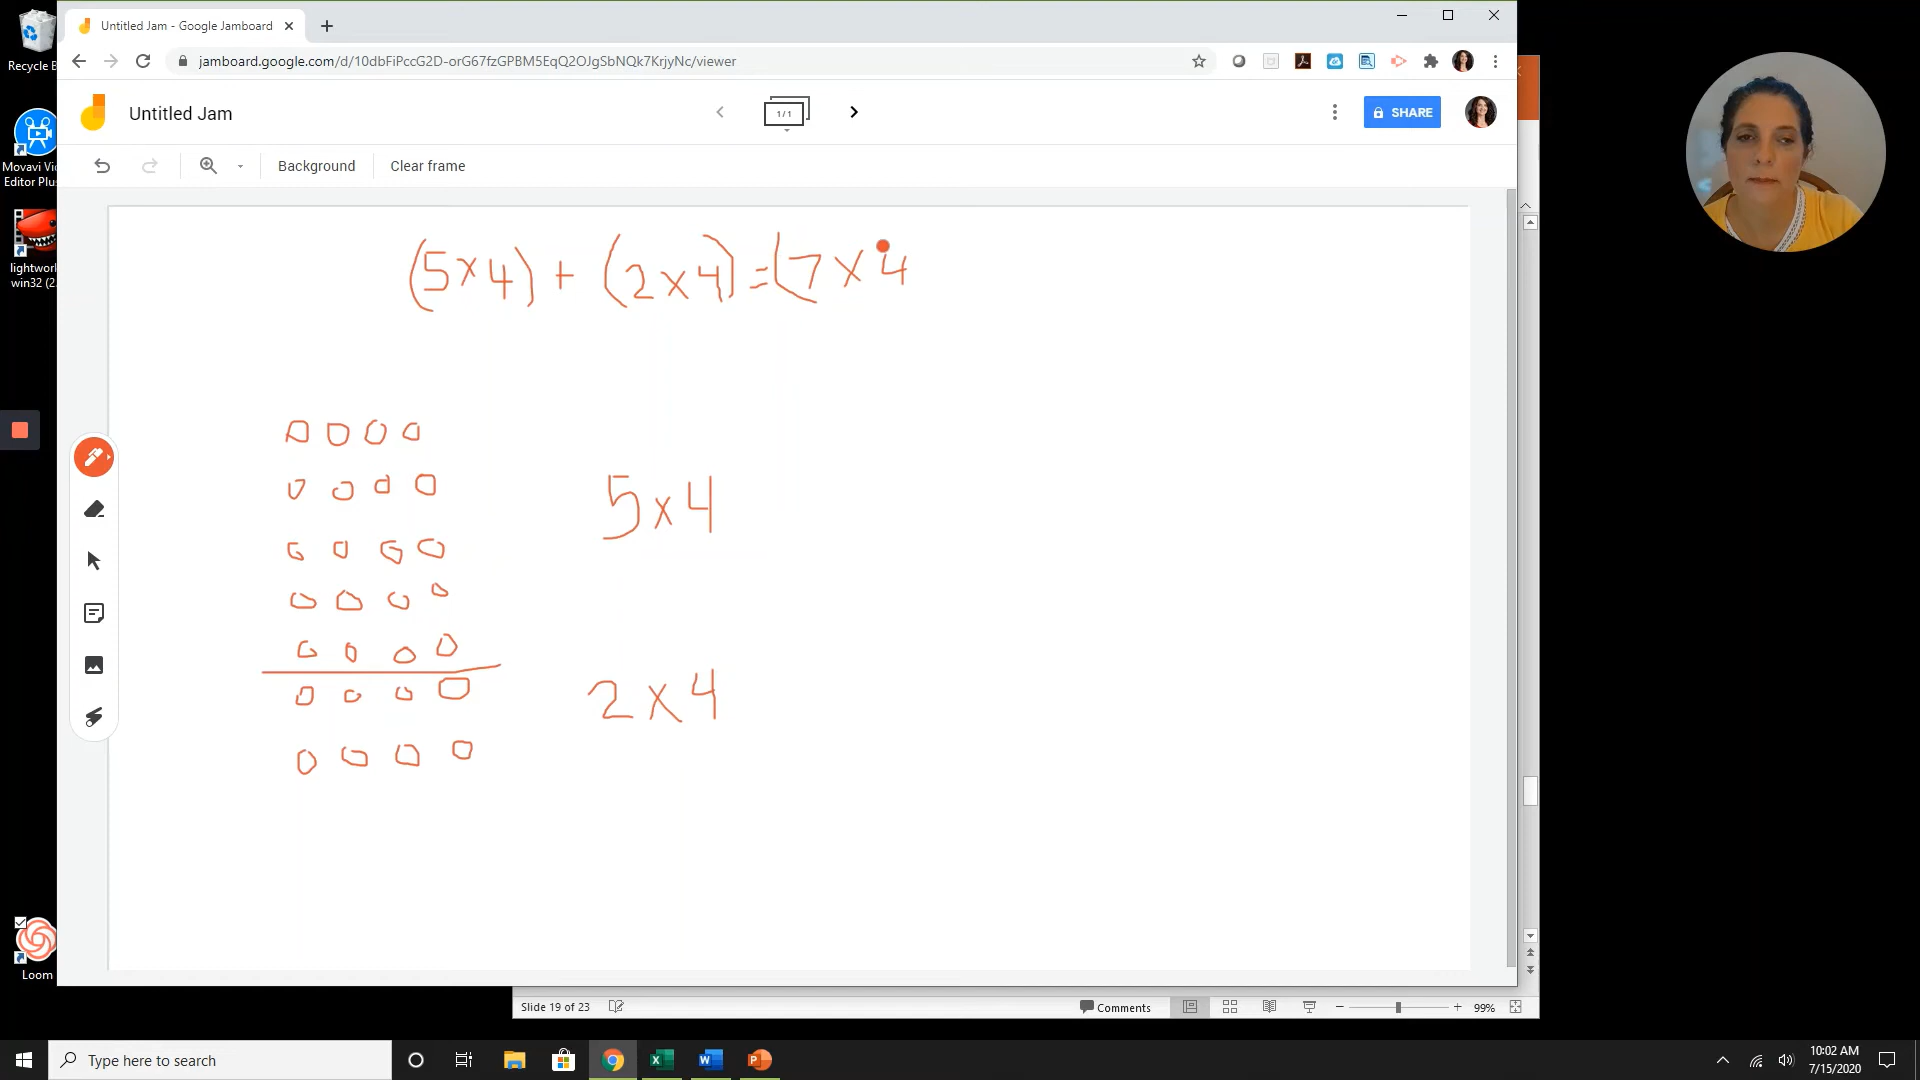 Untitled Jam - Google Jamboard
jamboard.google.com/d/10dbFiPccG2D-orG67fzGPBM5EqQ2OJgSbNQk7KrjyNc/viewer
Recycle B
Movavi Vi
Editor Plus
lightwork
win32 (2.
Loom
Untitled Jam
1/1
SHARE
Background
Clear frame
(5x4) + (2x4) = (7x4
5x4
2x4
Slide 19 of 23
Comments
99%
Type here to search
10:02 AM
7/15/2020